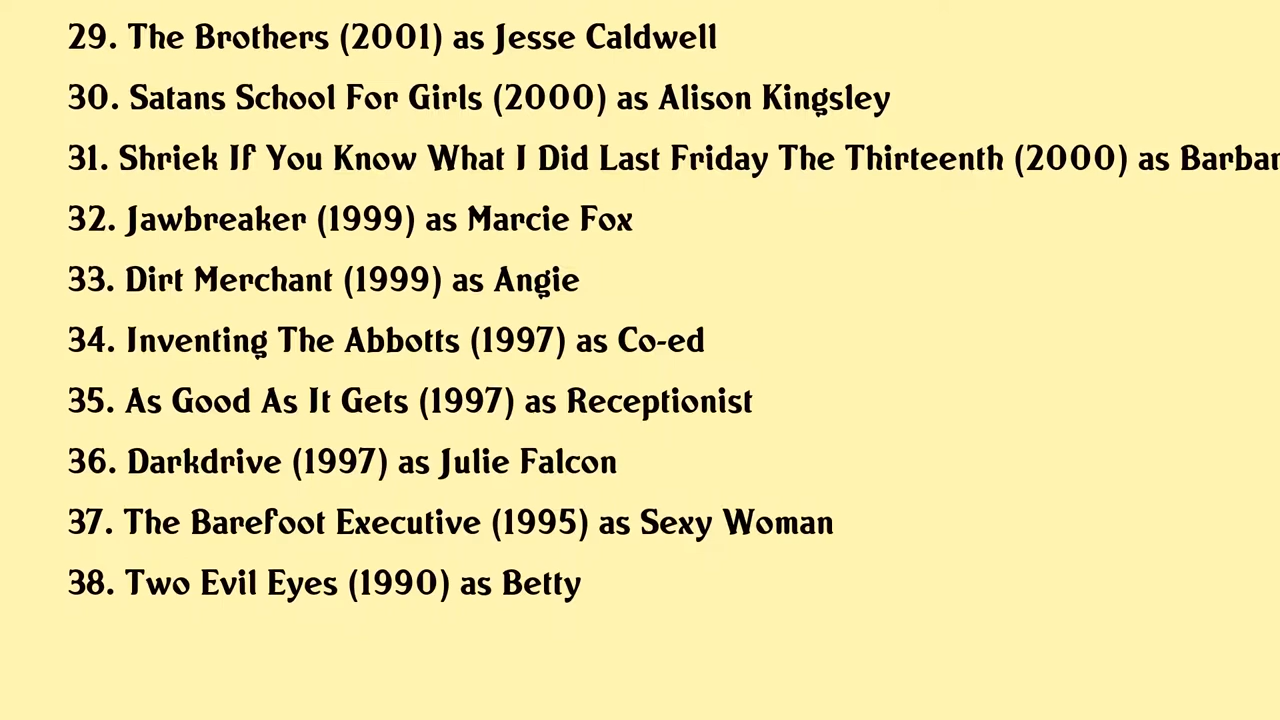 29. The Brothers (2001) as Jesse Caldwell
30. Satans School For Girls (2000) as Alison Kingsley
31. Shriek If You Know What I Did Last Friday The Thirteenth (2000) as
32. Jawbreaker (1999) as Marcie Fox
33. Dirt Merchant (1999) as Angie
34. Inventing The Abbotts (1997) as Co-ed
35. As Good As It Gets (1997) as Receptionist
36. Darkdrive (1997) as Julie Falcon
37. The Barefoot Executive (1995) as Sexy Woman
38. Two Evil Eyes (1990) as Betty